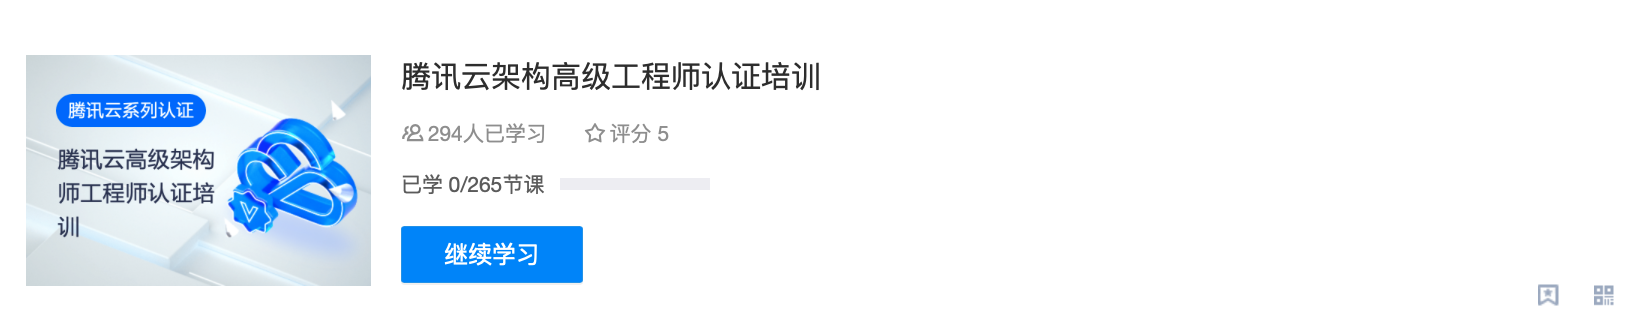 腾讯云系列认证
腾讯云高级架构
师工程师认证培
训
腾讯云架构高级工程师认证培训
294人已学习 评分 5
已学 0/265节课
继续学习